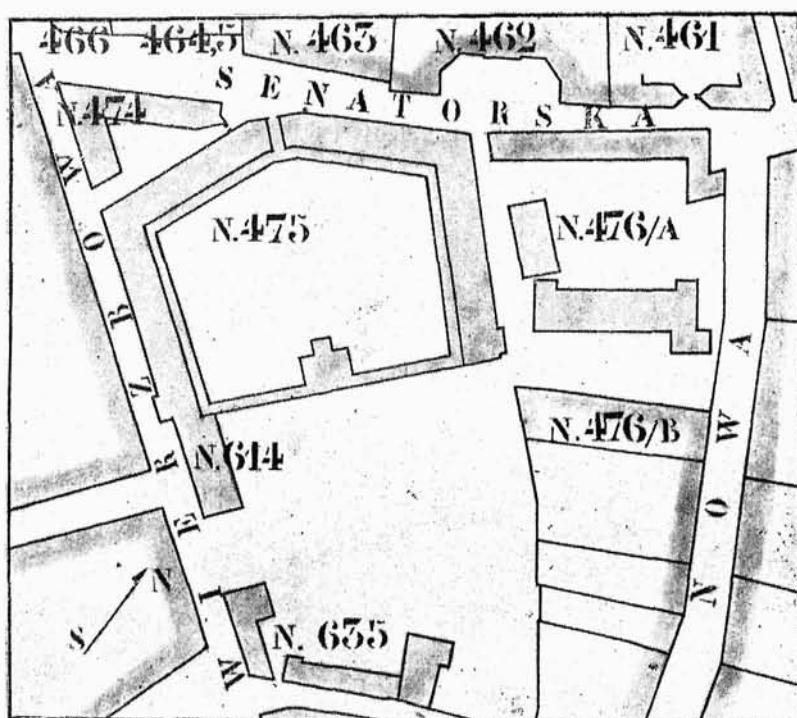 466 464,5 N. 463 N. 462 N. 461
SENATORSKA
N. 474
N. 475
N. 476/A
WIERZBOWA
NOWA
N. 476/B
N. 614
N
S
N. 635